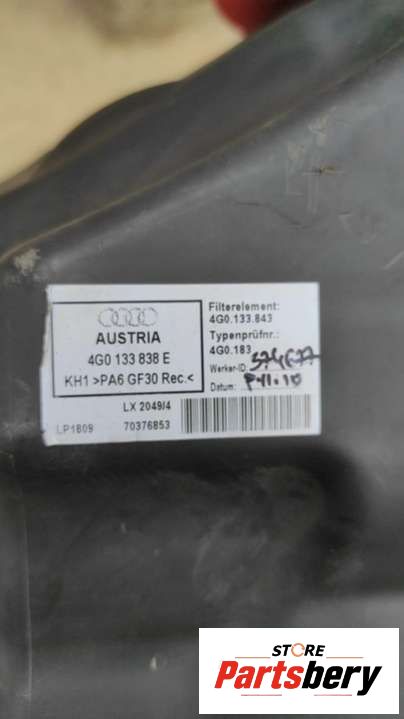 AUSTRIA
4G0 133 838 E
KH1 >PA6 GF30 Rec.<
Filterelement:
4G0.133.843
Typenprüfnr.:
4G0.183
Werker-ID:
Datum:
LX 2049/4
LP1809 70376853
STORE
Partsbery